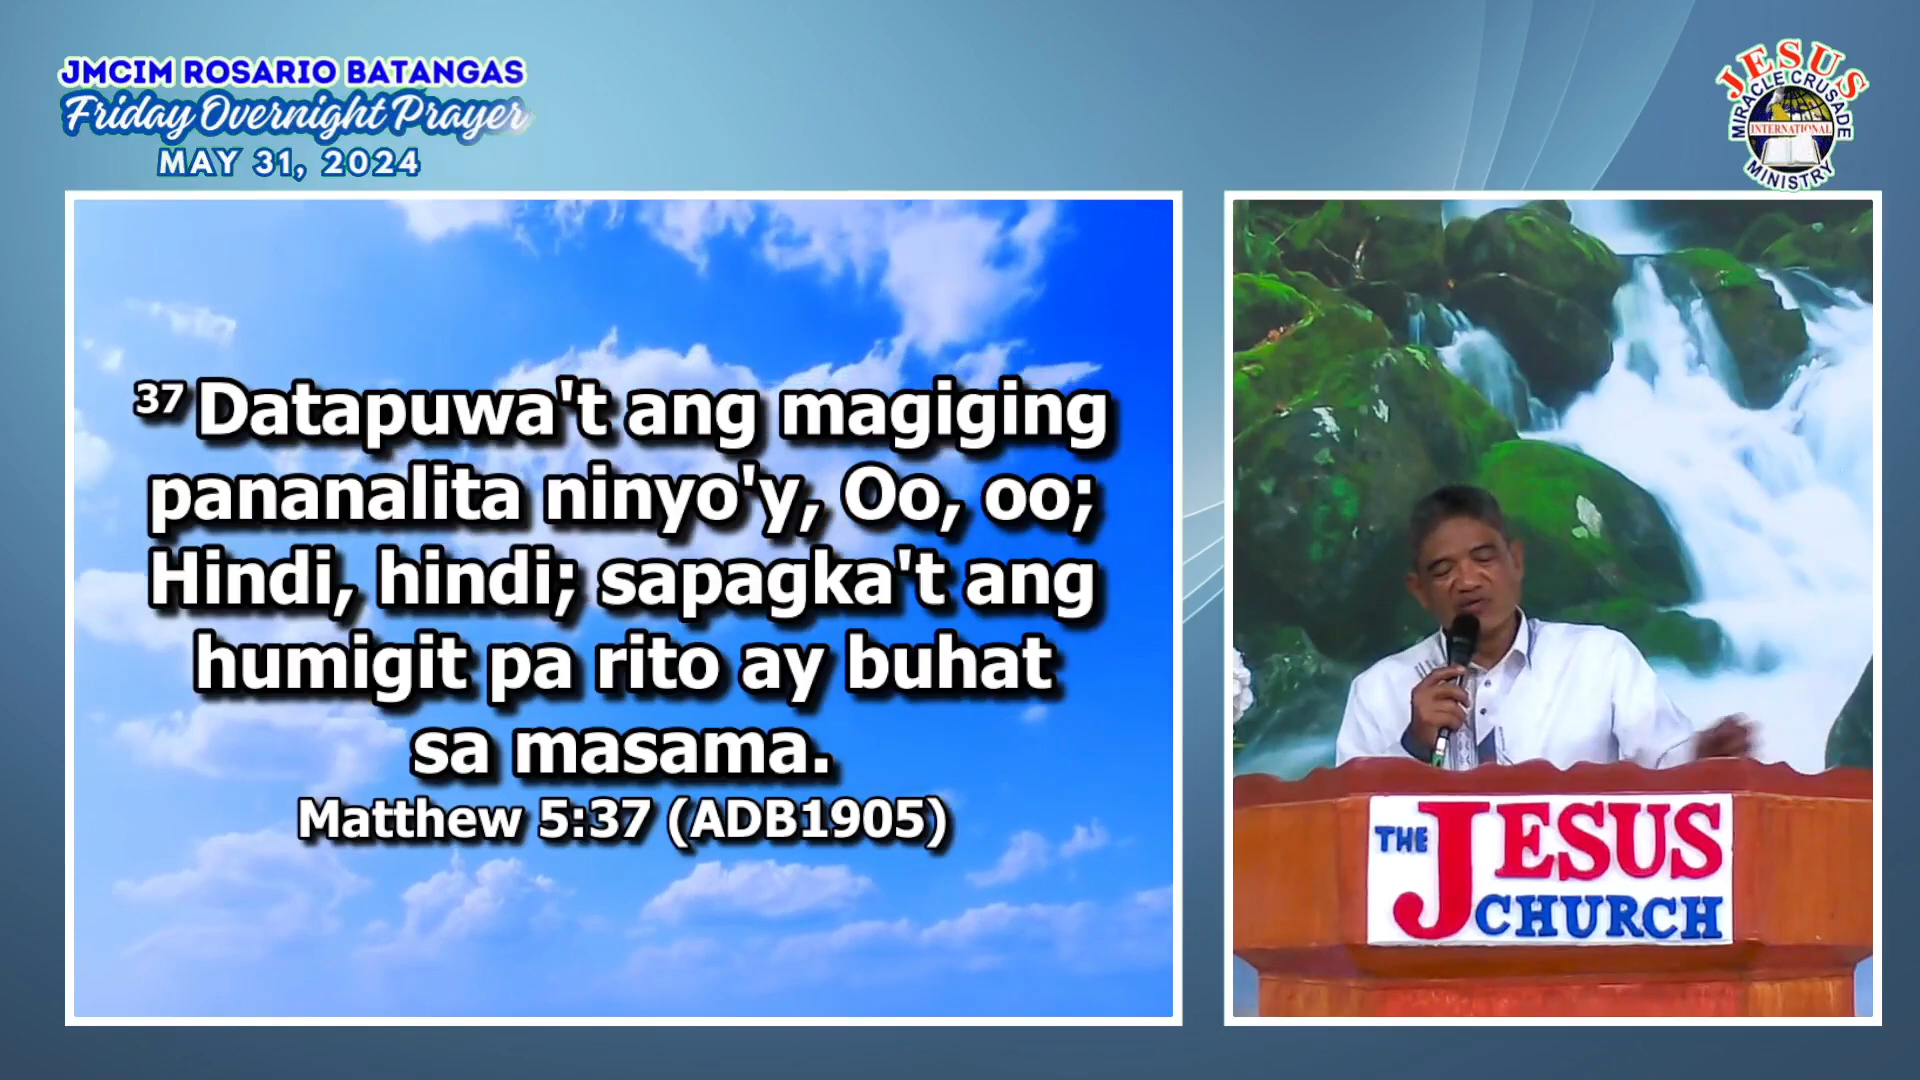 JMCIM ROSARIO BATANGAS
Friday Overnight Prayer
MAY 31, 2024
JESUS
MIRACLE CRUSADE
INTERNATIONAL
MINISTRY
37 Datapuwa't ang magiging
pananalita ninyo'y, Oo, oo;
Hindi, hindi; sapagka't ang
humigit pa rito ay buhat
sa masama.
Matthew 5:37 (ADB1905)
THE JESUS
CHURCH